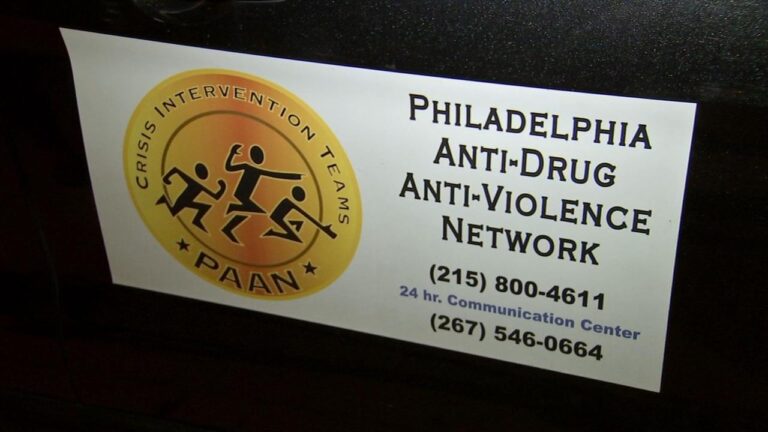 CRISIS INTERVENTION TEAMS
★ PAAN ★
PHILADELPHIA
ANTI-DRUG
ANTI-VIOLENCE
NETWORK
(215) 800-4611
24 hr. Communication Center
(267) 546-0664